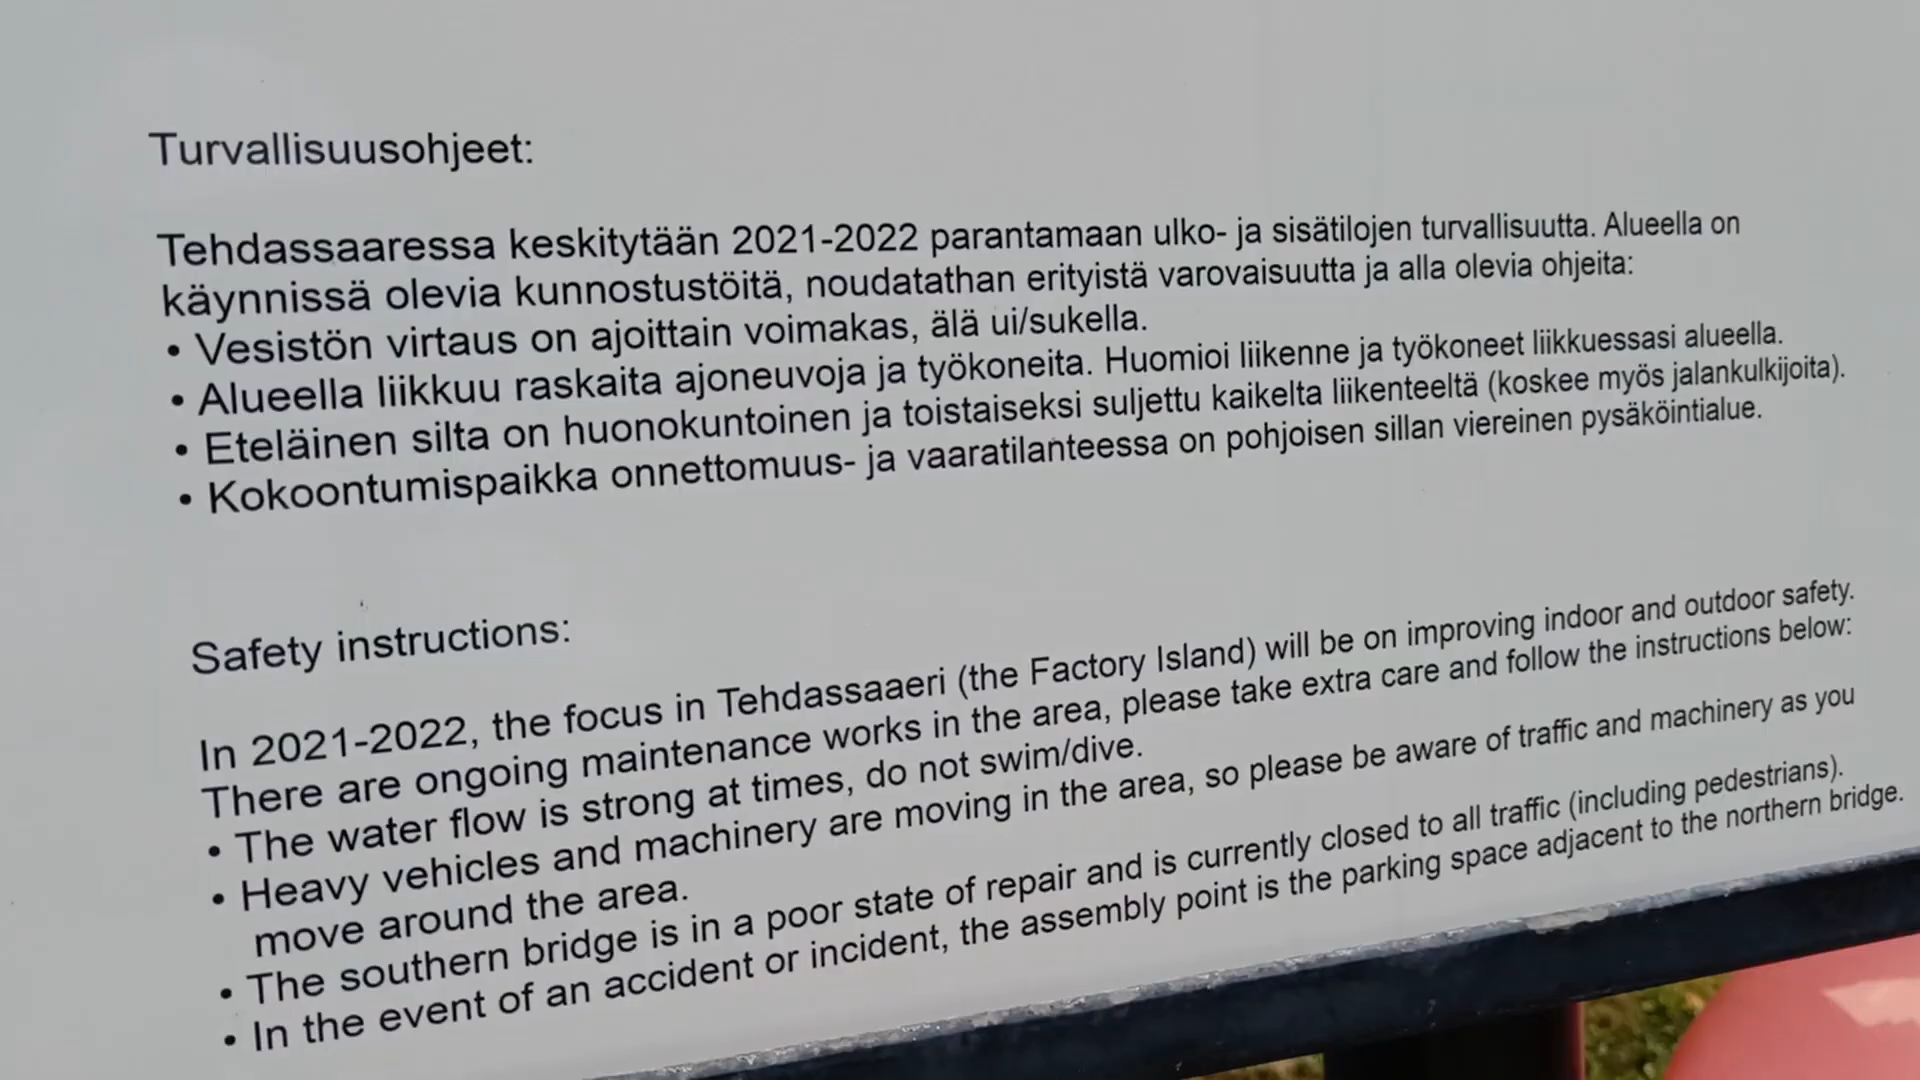 Turvallisuusohjeet:
Tehdassaaressa keskitytään 2021-2022 parantamaan ulko- ja sisätilojen turvallisuutta. Alueella on
käynnissä olevia kunnostustöitä, noudatathan erityistä varovaisuutta ja alla olevia ohjeita:
• Vesistön virtaus on ajoittain voimakas, älä ui/sukella.
• Alueella liikkuu raskaita ajoneuvoja ja työkoneita. Huomioi liikenne ja työkoneet liikkuessasi alueella.
• Eteläinen silta on huonokuntoinen ja toistaiseksi suljettu kaikelta liikenteeltä (koskee myös jalankulkijoita).
• Kokoontumispaikka onnettomuus- ja vaaratilanteessa on pohjoisen sillan viereinen pysäköintialue.
Safety instructions:
In 2021-2022, the focus in Tehdassaaeri (the Factory Island) will be on improving indoor and outdoor safety.
There are ongoing maintenance works in the area, please take extra care and follow the instructions below:
• The water flow is strong at times, do not swim/dive.
• Heavy vehicles and machinery are moving in the area, so please be aware of traffic and machinery as you
move around the area.
• The southern bridge is in a poor state of repair and is currently closed to all traffic (including pedestrians).
• In the event of an accident or incident, the assembly point is the parking space adjacent to the northern bridge.